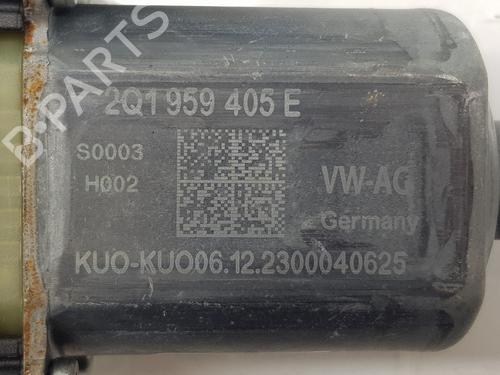 2Q1 959 405 E
S0003
H002
VW-AG
Germany
KUO-KUO06.12.2300040625
B-PARTS